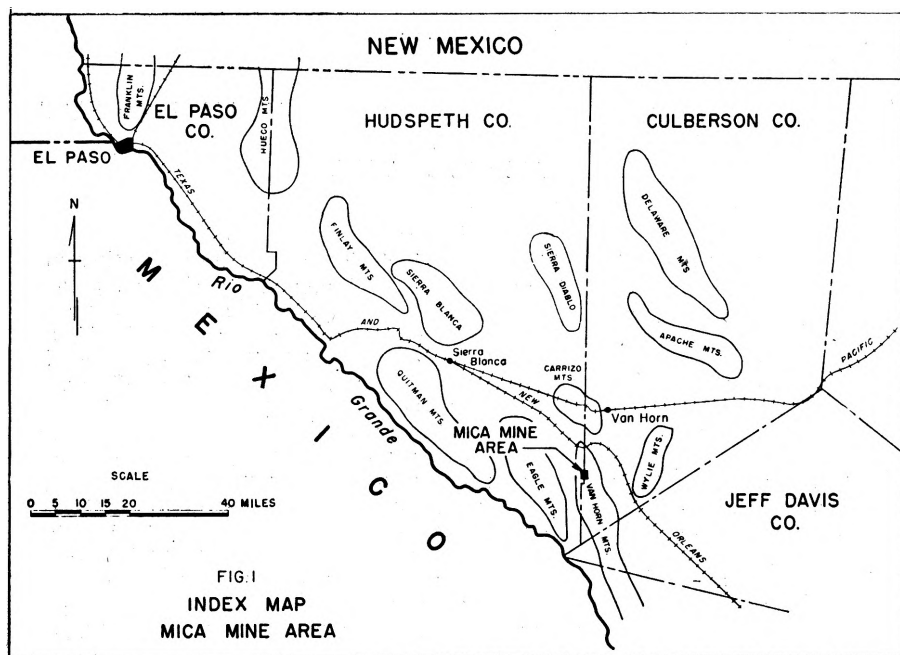 NEW MEXICO
FRANKLIN
MTS.
EL PASO
CO.
HUECO MTS
HUDSPETH CO.
CULBERSON CO.
EL PASO
TEXAS
N
DELAWARE
MTS
FINLAY
MTS
SIERRA
BLANCA
SIERRA
DIABLO
MEXICO
Rio
Grande
AND
APACHE MTS.
PACIFIC
Sierra
Blanca
CARRIZO
MTS
NEW
Van Horn
QUITMAN MTS
MICA MINE
AREA
WYLIE MTS.
EAGLE
MTS.
VAN HORN
MTS.
JEFF DAVIS
CO.
ORLEANS
SCALE
0 5 10 15 20 40 MILES
FIG.1
INDEX MAP
MICA MINE AREA